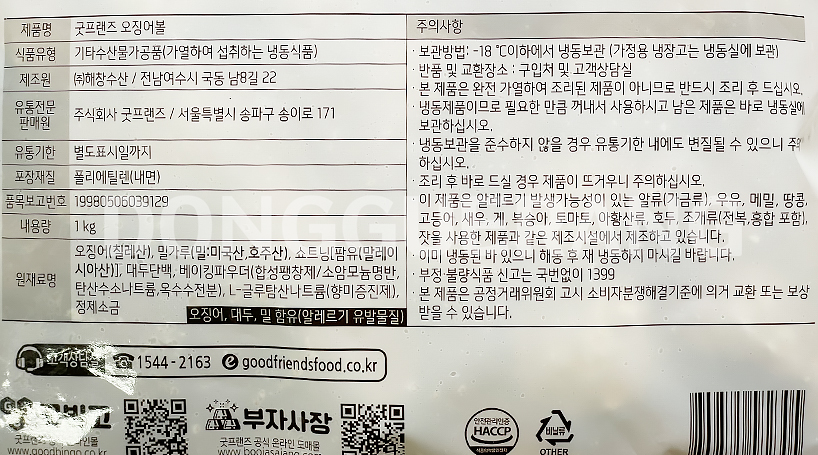 제품명 굿프랜즈 오징어볼
식품유형 기타수산물가공품(가열하여 섭취하는 냉동식품)
제조원 ㈜해창수산 / 전남여수시 국동 남8길 22
유통전문판매원 주식회사 굿프랜즈 / 서울특별시 송파구 송이로 171
유통기한 별도표시일까지
포장재질 폴리에틸렌(내면)
품목보고번호 19980506039129
내용량 1 kg
원재료명 오징어(칠레산), 밀가루(밀:미국산,호주산), 쇼트닝[팜유(말레이
시아산)], 대두단백, 베이킹파우더(합성팽창제/소암모늄명반,
탄산수소나트륨,옥수수전분), L-글루탐산나트륨(향미증진제),
정제소금
오징어, 대두, 밀 함유(알레르기 유발물질)
주의사항
· 보관방법: -18 ℃이하에서 냉동보관 (가정용 냉장고는 냉동실에 보관)
반품 및 교환장소 : 구입처 및 고객상담실
· 본 제품은 완전 가열하여 조리된 제품이 아니므로 반드시 조리 후 드십시오.
· 냉동제품이므로 필요한 만큼 꺼내서 사용하시고 남은 제품은 바로 냉동실에
보관하십시오.
· 냉동보관을 준수하지 않을 경우 유통기한 내에도 변질될 수 있으니 주의
하십시오.
· 조리 후 바로 드실 경우 제품이 뜨거우니 주의하십시오.
· 이 제품은 알레르기 발생가능성이 있는 알류(가금류), 우유, 메밀, 땅콩,
고등어, 새우, 게, 복숭아, 토마토, 아황산류, 호두, 조개류(전복,홍합 포함),
잣을 사용한 제품과 같은 제조시설에서 제조하고 있습니다.
· 이미 냉동된 바 있으니 해동 후 재 냉동하지 마시길 바랍니다.
· 부정·불량식품 신고는 국번없이 1399
· 본 제품은 공정거래위원회 고시 소비자분쟁해결기준에 의거 교환 또는 보상
받을 수 있습니다.
고객상담실 1544-2163 goodfriendsfood.co.kr
부자사장
굿프랜즈 공식 온라인 도매몰
안전관리인증
HACCP
비닐류
OTHER